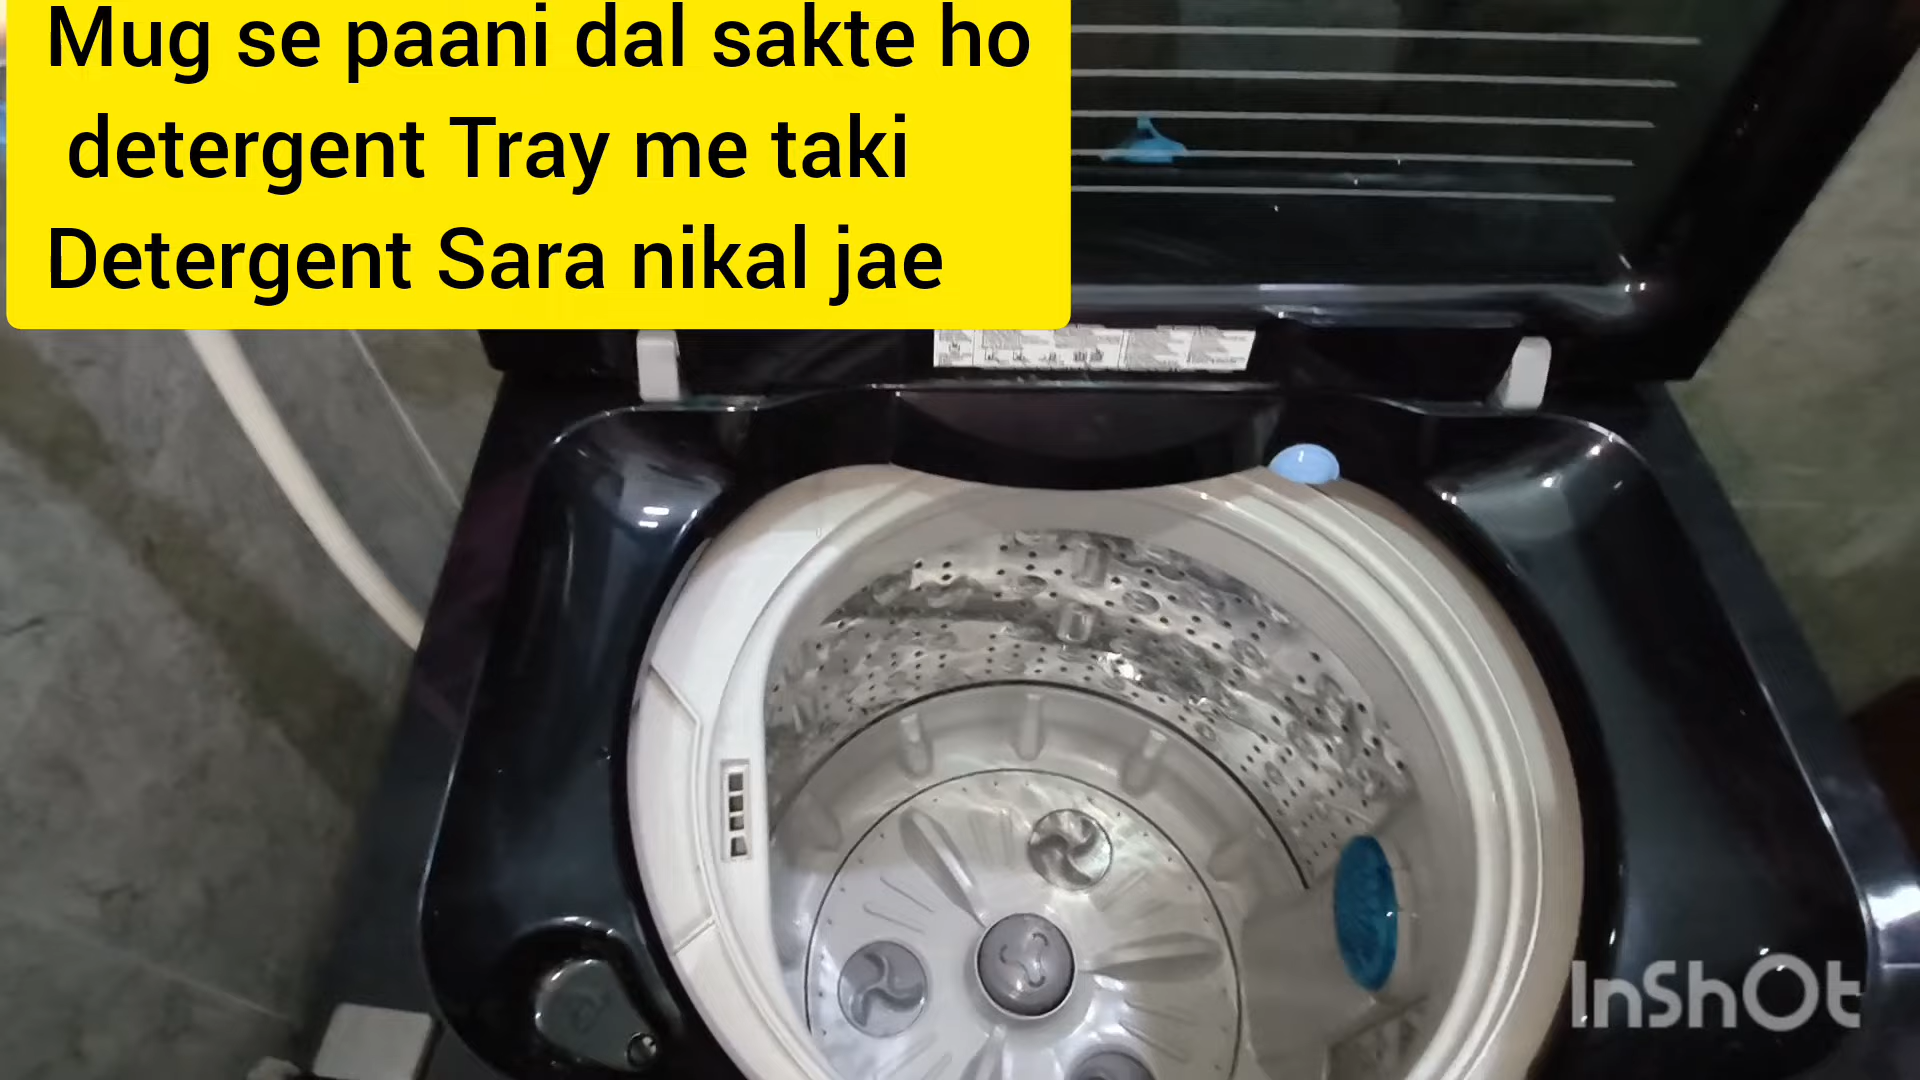 Mug se paani dal sakte ho
detergent Tray me taki
Detergent Sara nikal jae
InShOt